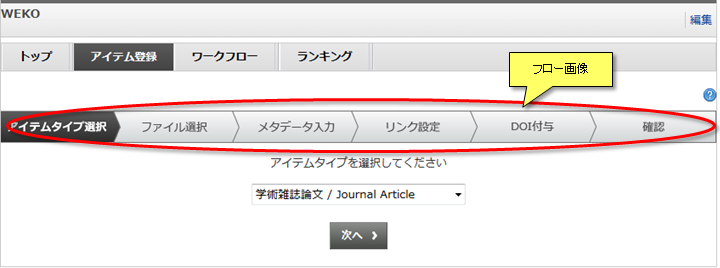 WEKO
編集
トップ アイテム登録 ワークフロー ランキング
フロー画像
?
アイテムタイプ選択 ファイル選択 メタデータ入力 リンク設定 DOI付与 確認
アイテムタイプを選択してください
学術雑誌論文 / Journal Article
次へ